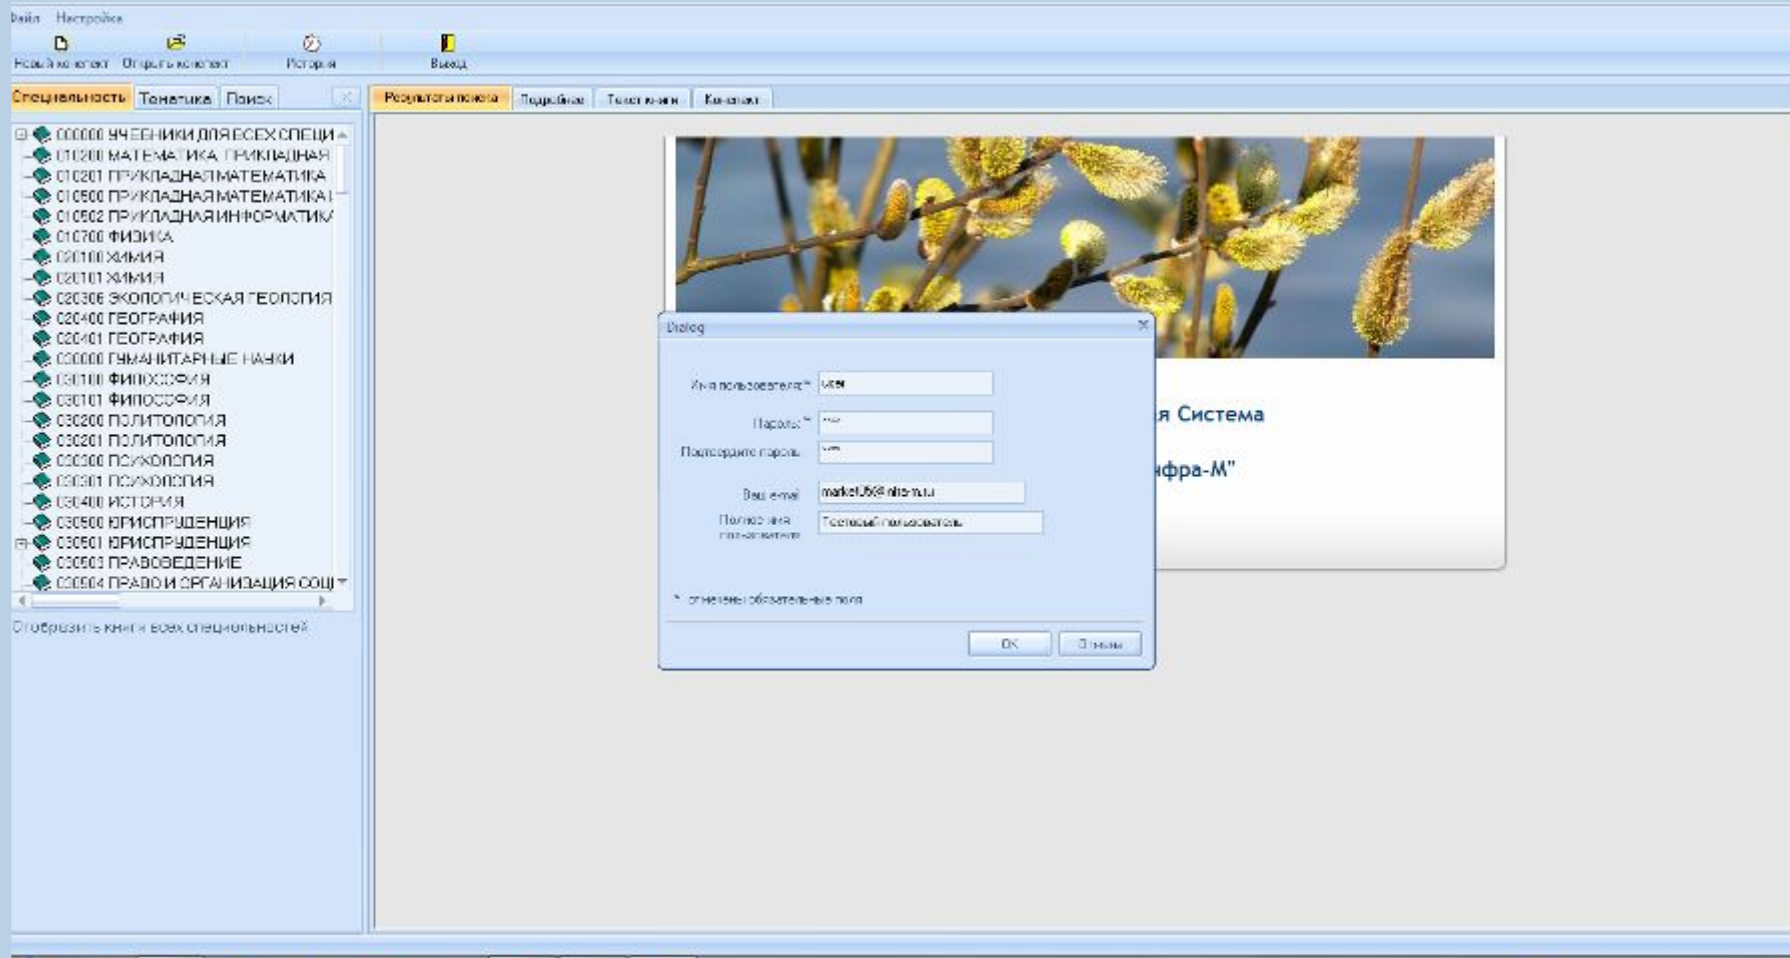 Файл Настройка
Новый конспект Открыть конспект История Выход
Специальность Тематика Поиск
Результаты поиска Подробнее Текст книги Конспект
000000 УЧЕБНИКИ ДЛЯ ВСЕХ СПЕЦИ
010200 МАТЕМАТИКА. ПРИКЛАДНАЯ
010201 ПРИКЛАДНАЯ МАТЕМАТИКА
010500 ПРИКЛАДНАЯ МАТЕМАТИКА
010502 ПРИКЛАДНАЯ ИНФОРМАТИКА
010700 ФИЗИКА
020100 ХИМИЯ
020101 ХИМИЯ
020306 ЭКОЛОГИЧЕСКАЯ ГЕОЛОГИЯ
020400 ГЕОГРАФИЯ
020401 ГЕОГРАФИЯ
030000 ГУМАНИТАРНЫЕ НАУКИ
030100 ФИЛОСОФИЯ
030101 ФИЛОСОФИЯ
030200 ПОЛИТОЛОГИЯ
030201 ПОЛИТОЛОГИЯ
030300 ПСИХОЛОГИЯ
030301 ПСИХОЛОГИЯ
030400 ИСТОРИЯ
030500 ЮРИСПРУДЕНЦИЯ
030501 ЮРИСПРУДЕНЦИЯ
030503 ПРАВОВЕДЕНИЕ
030504 ПРАВО И ОРГАНИЗАЦИЯ СОЦ
Отобразить книги всех специальностей
Dialog
Имя пользователя:* user
Пароль: * ****
Подтвердите пароль ****
Ваш e-mail
Полное имя пользователя Тестовый пользователь
* отмечены обязательные поля
OK Отмена
я Система
нфра-М"